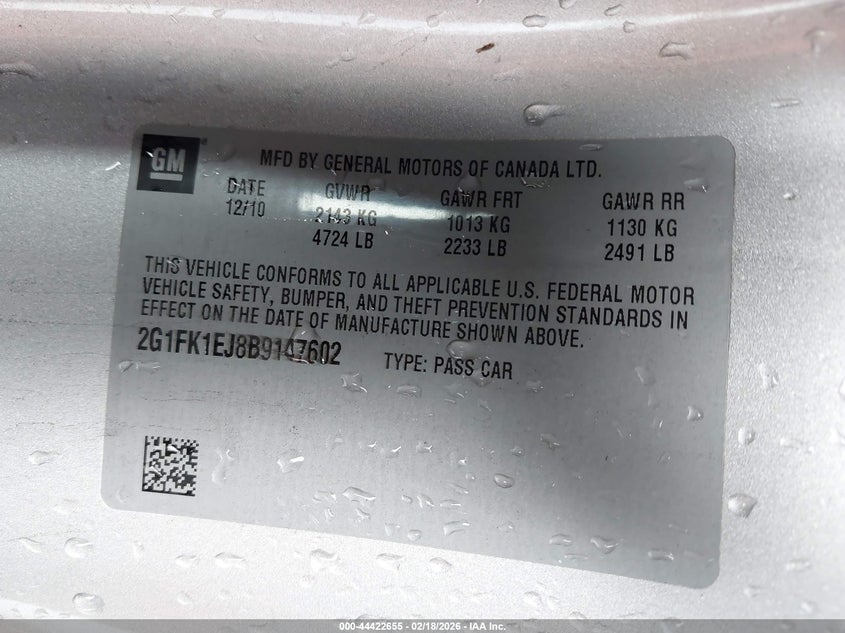 GM
MFD BY GENERAL MOTORS OF CANADA LTD.
DATE GVWR GAWR FRT GAWR RR
12/10 2143 KG 1013 KG 1130 KG
4724 LB 2233 LB 2491 LB
THIS VEHICLE CONFORMS TO ALL APPLICABLE U.S. FEDERAL MOTOR
VEHICLE SAFETY, BUMPER, AND THEFT PREVENTION STANDARDS IN
EFFECT ON THE DATE OF MANUFACTURE SHOWN ABOVE.
2G1FK1EJ8B9147602 TYPE: PASS CAR
000-44422655 - 02/18/2026 - IAA Inc.